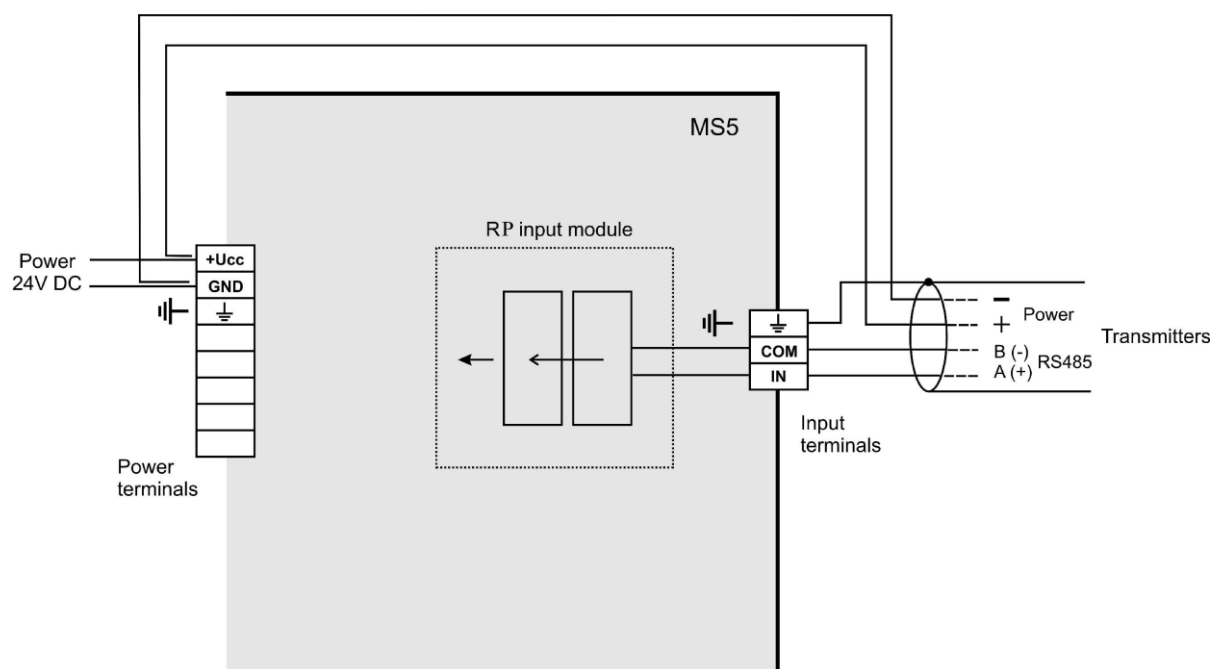 MS5
RP input module
Power
24V DC
+Ucc
GND
Power
terminals
COM
IN
Input
terminals
-
+
Power
B (-)
A (+)
RS485
Transmitters